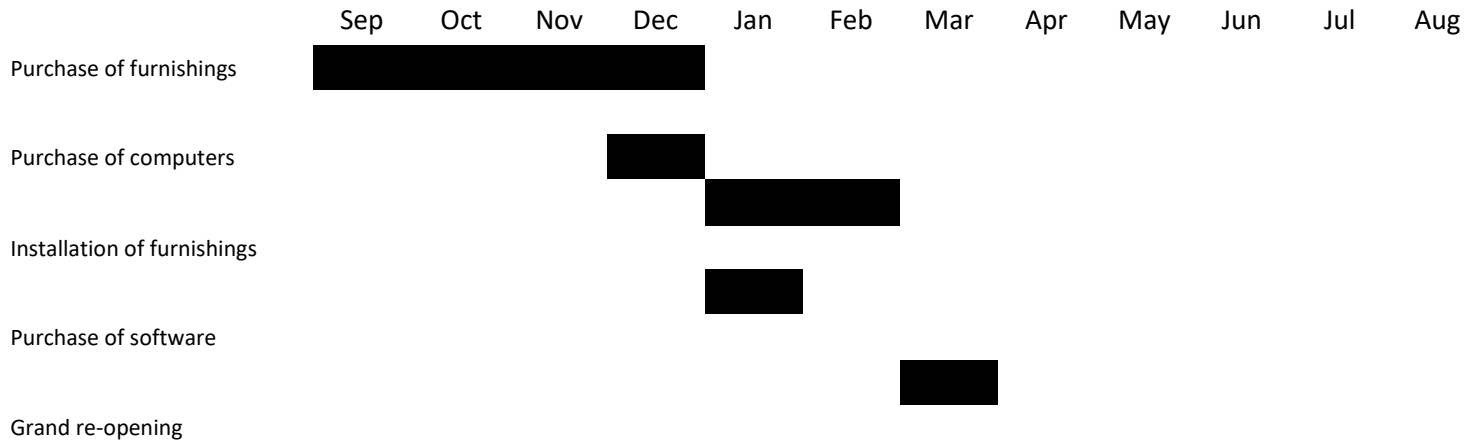 Sep Oct Nov Dec Jan Feb Mar Apr May Jun Jul Aug
Purchase of furnishings
Purchase of computers
Installation of furnishings
Purchase of software
Grand re-opening